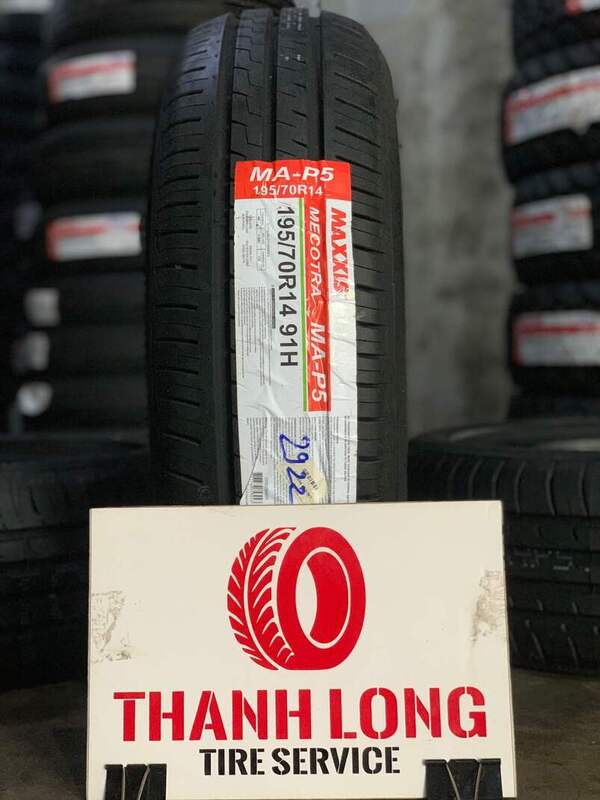 MA-P5
195/70R14
MAXXIS
MECOTRA MA-P5
195/70R14 91H
2922
THANH LONG
TIRE SERVICE